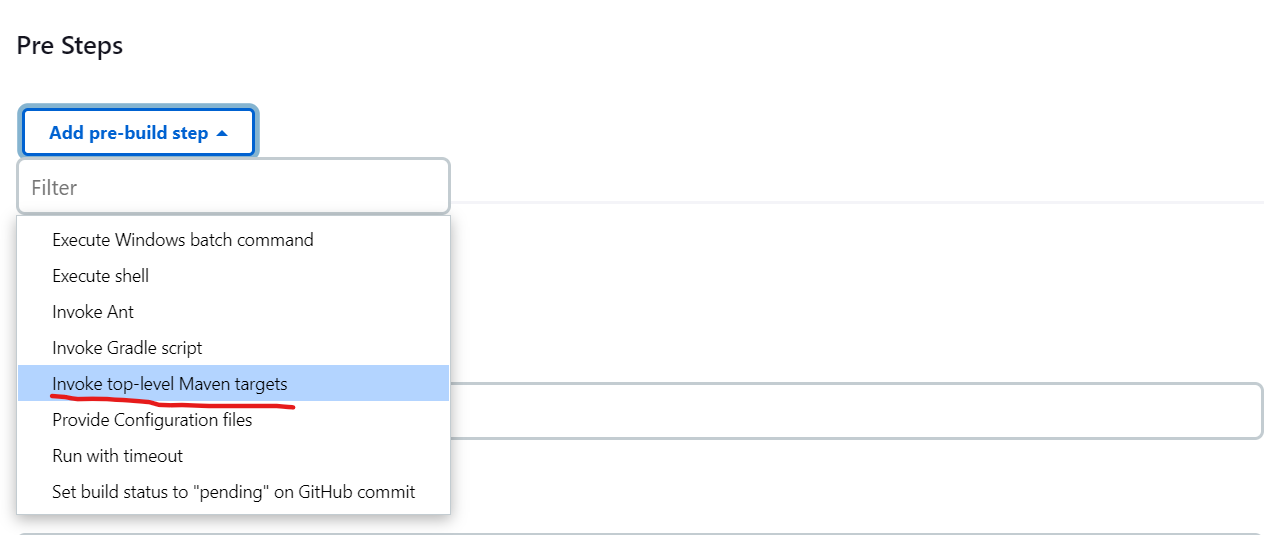 Pre Steps
Add pre-build step
Filter
Execute Windows batch command
Execute shell
Invoke Ant
Invoke Gradle script
Invoke top-level Maven targets
Provide Configuration files
Run with timeout
Set build status to "pending" on GitHub commit